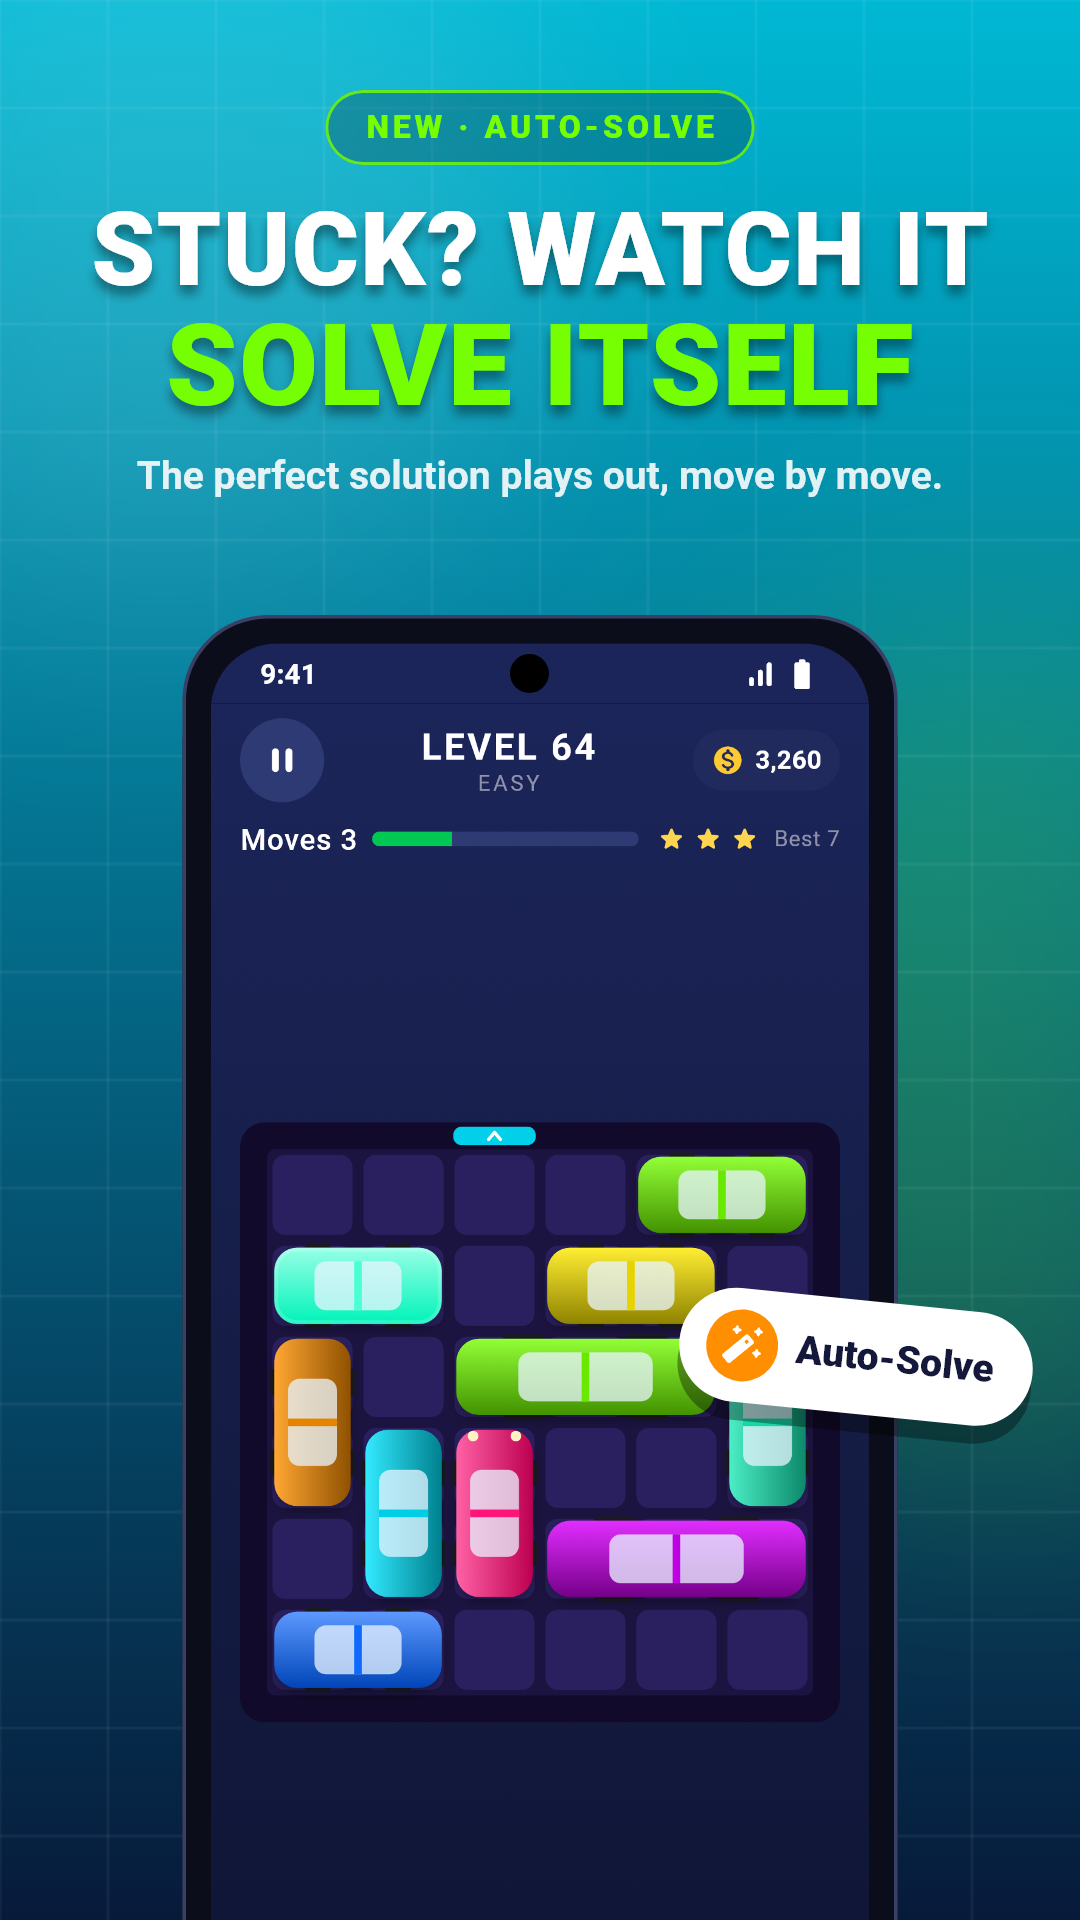 NEW · AUTO-SOLVE
STUCK? WATCH IT
SOLVE ITSELF
The perfect solution plays out, move by move.
9:41
LEVEL 64
EASY
3,260
Moves 3
Best 7
Auto-Solve